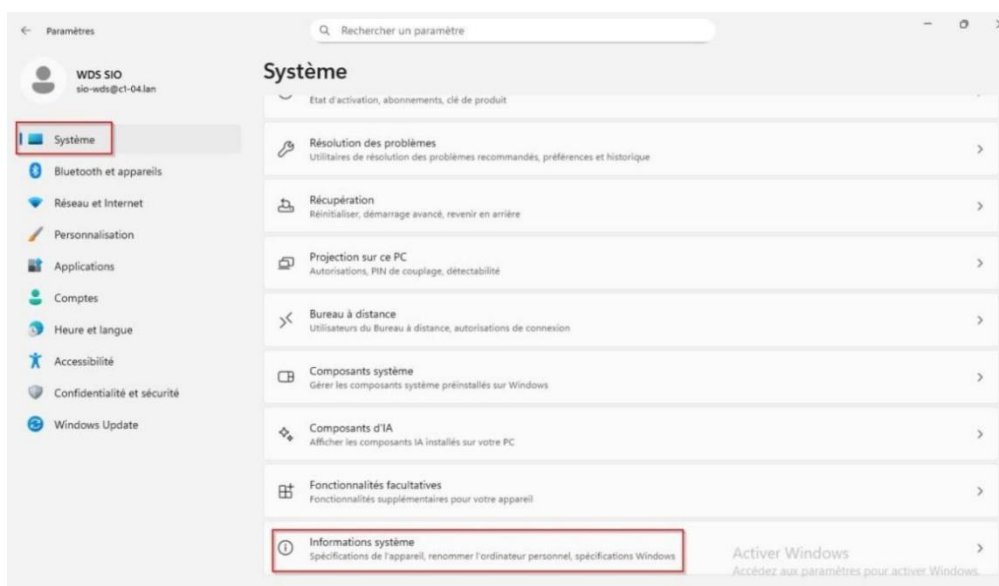 Paramètres
Rechercher un paramètre
WDS SIO
sio-wds@c1-04.lan
Système
Bluetooth et appareils
Réseau et Internet
Personnalisation
Applications
Comptes
Heure et langue
Accessibilité
Confidentialité et sécurité
Windows Update
Système
État d'activation, abonnements, clé de produit
Résolution des problèmes
Utilitaires de résolution des problèmes recommandés, préférences et historique
Récupération
Réinitialiser, démarrage avancé, revenir en arrière
Projection sur ce PC
Autorisations, PIN de couplage, détectabilité
Bureau à distance
Utilisateurs du Bureau à distance, autorisations de connexion
Composants système
Gérer les composants système préinstallés sur Windows
Composants d'IA
Afficher les composants IA installés sur votre PC
Fonctionnalités facultatives
Fonctionnalités supplémentaires pour votre appareil
Informations système
Spécifications de l'appareil, renommer l'ordinateur personnel, spécifications Windows
Activer Windows
Accédez aux paramètres pour activer Windows.